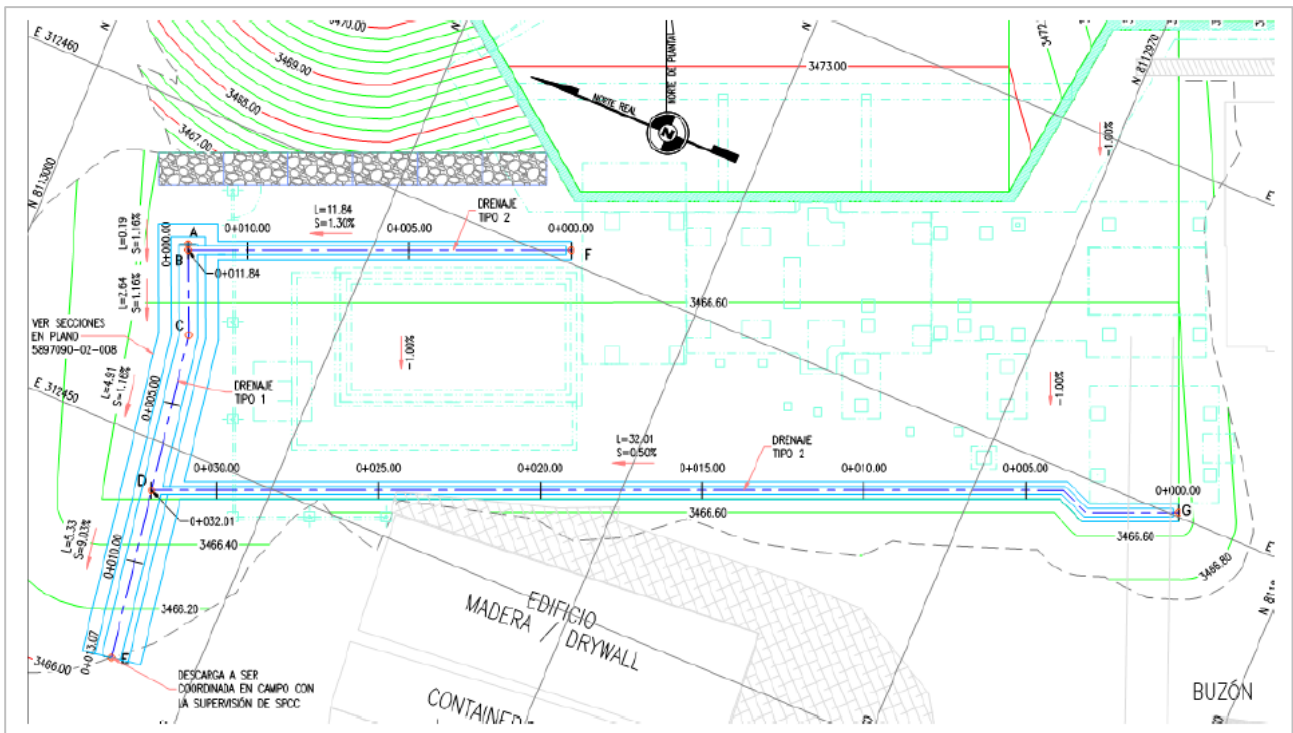 3470.00
E 312460
N
N
N 8112970
3472.
3469.00
3473.00
NORTE DE PLANTA
NORTE REAL
N
3468.00
3467.00
-1.00%
N 8113000
E
L=0.19
S=1.16%
0+000.00
A
0+010.00
L=11.84
S=1.30%
0+005.00
DRENAJE
TIPO 2
0+000.00
B
F
0+011.84
L=2.64
S=1.16%
3466.60
C
VER SECCIONES
EN PLANO
5897090-02-008
-1.00%
L=4.91
S=1.16%
DRENAJE
TIPO 1
0+005.00
-1.00%
E 312450
L=32.01
S=0.50%
DRENAJE
TIPO 2
D
0+030.00
0+025.00
0+020.00
0+015.00
0+010.00
0+005.00
0+000.00
G
0+032.01
3466.60
3466.60
L=5.33
S=9.03%
3466.40
0+010.00
E
3466.80
3466.20
EDIFICIO
MADERA / DRYWALL
0+013.07
3466.00
E
DESCARGA A SER
COORDINADA EN CAMPO CON
LA SUPERVISIÓN DE SPCC
BUZÓN